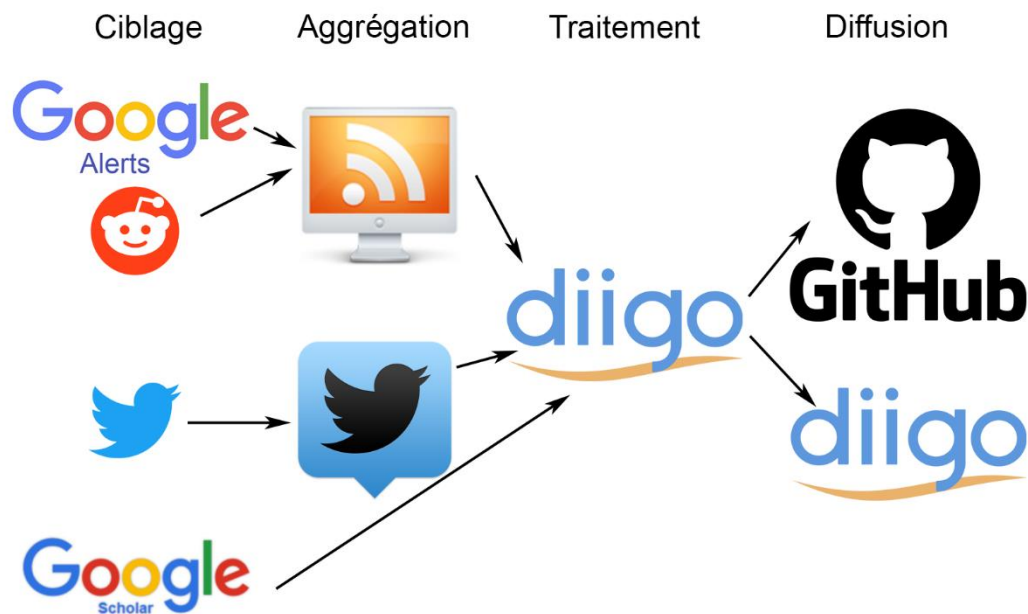 Ciblage
Aggrégation
Traitement
Diffusion
Google
Alerts
diigo
GitHub
diigo
Google
Scholar